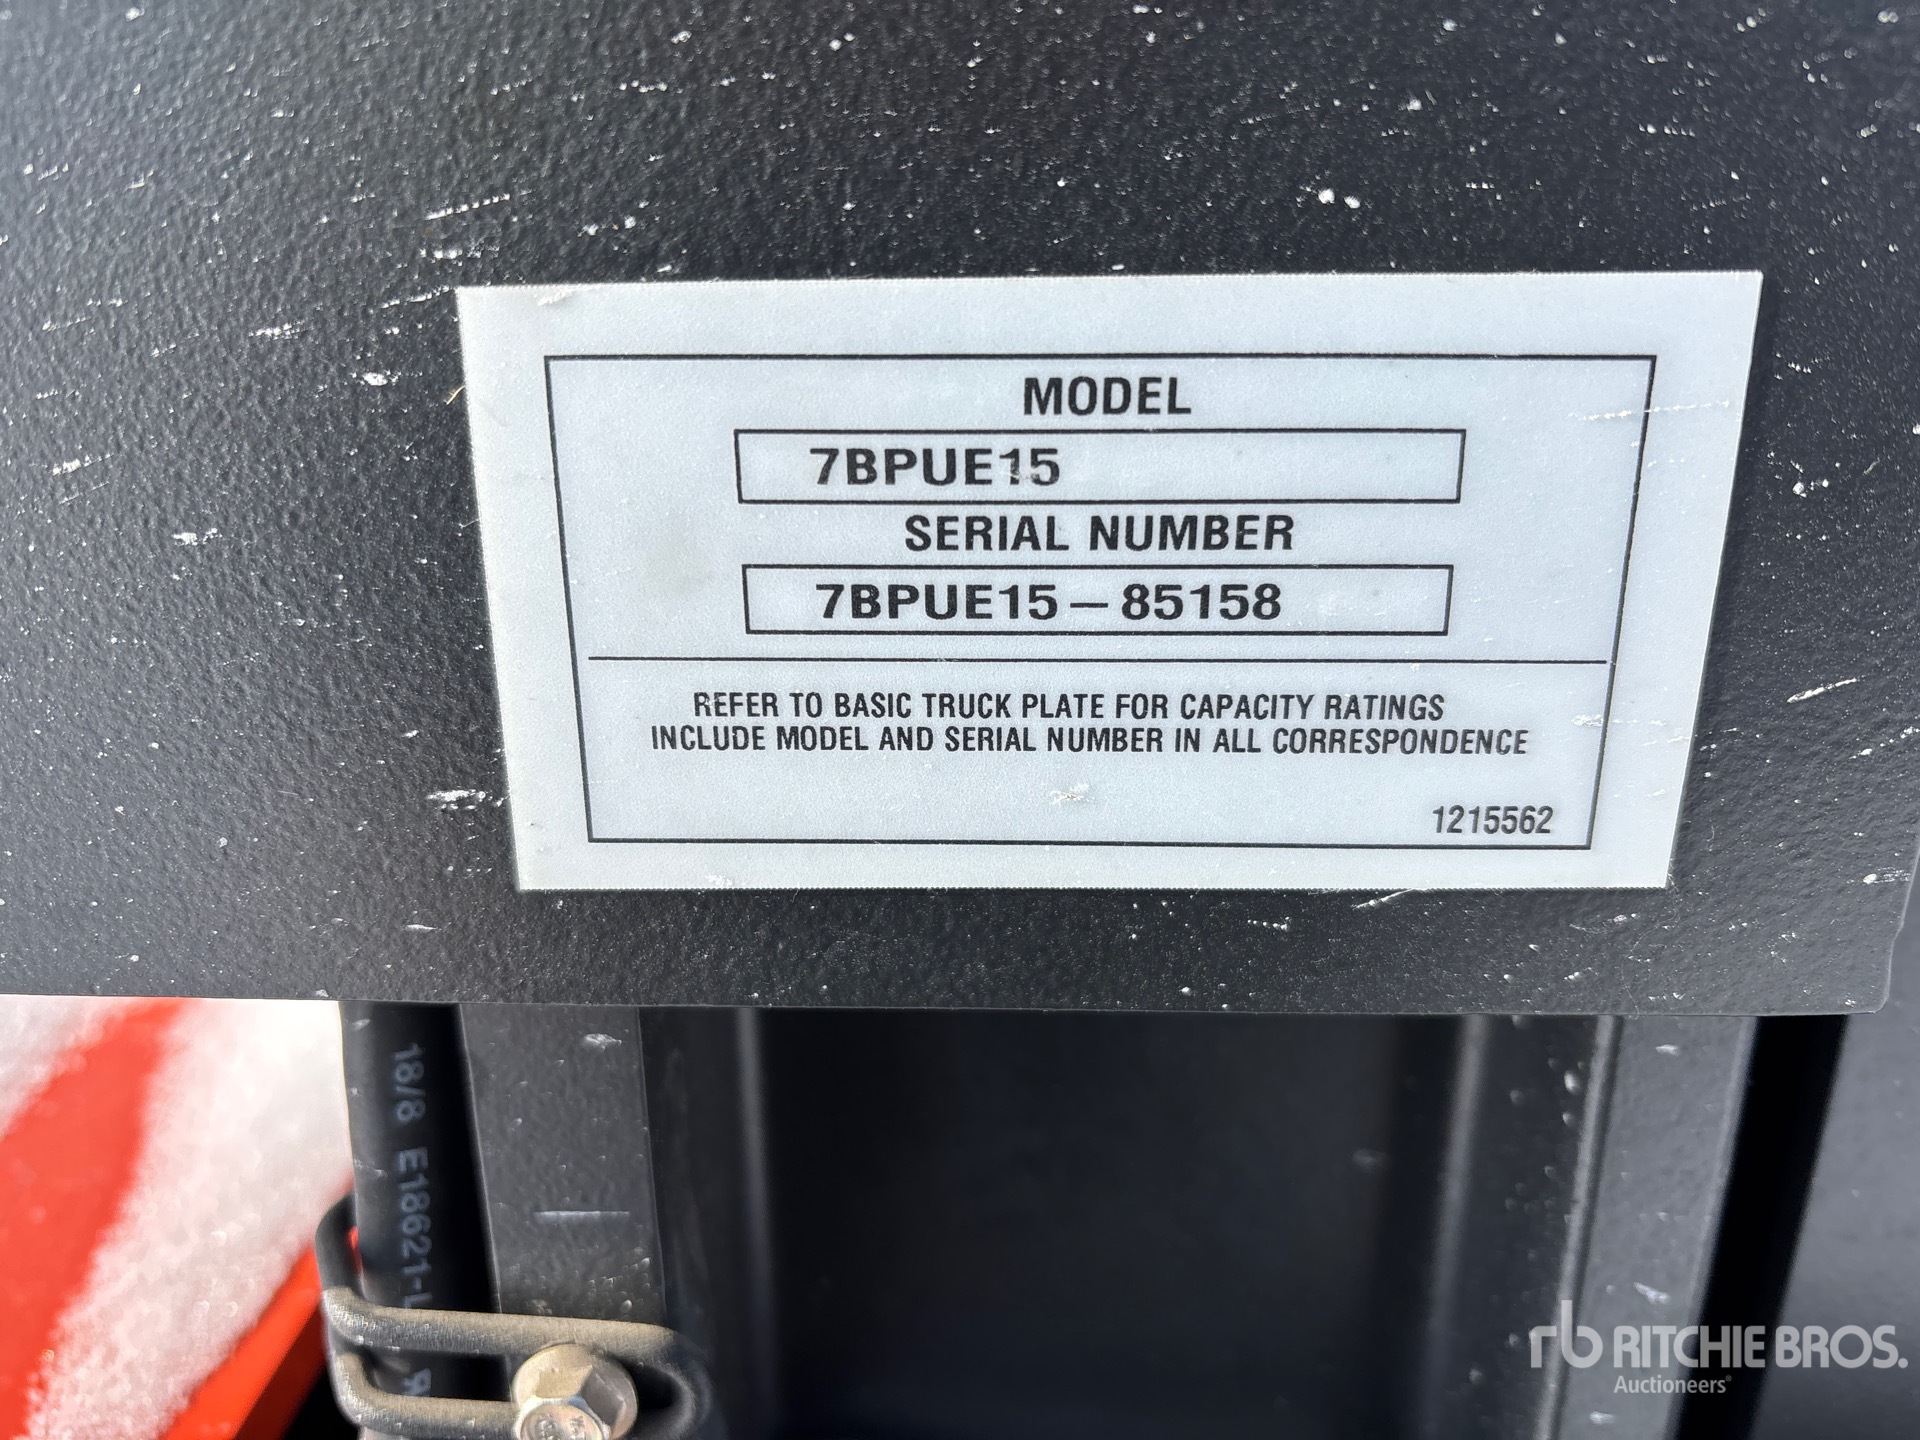 MODEL
7BPUE15
SERIAL NUMBER
7BPUE15-85158
REFER TO BASIC TRUCK PLATE FOR CAPACITY RATINGS
INCLUDE MODEL AND SERIAL NUMBER IN ALL CORRESPONDENCE
1215562
18/8 E18621-L
rb RITCHIE BROS.
Auctioneers